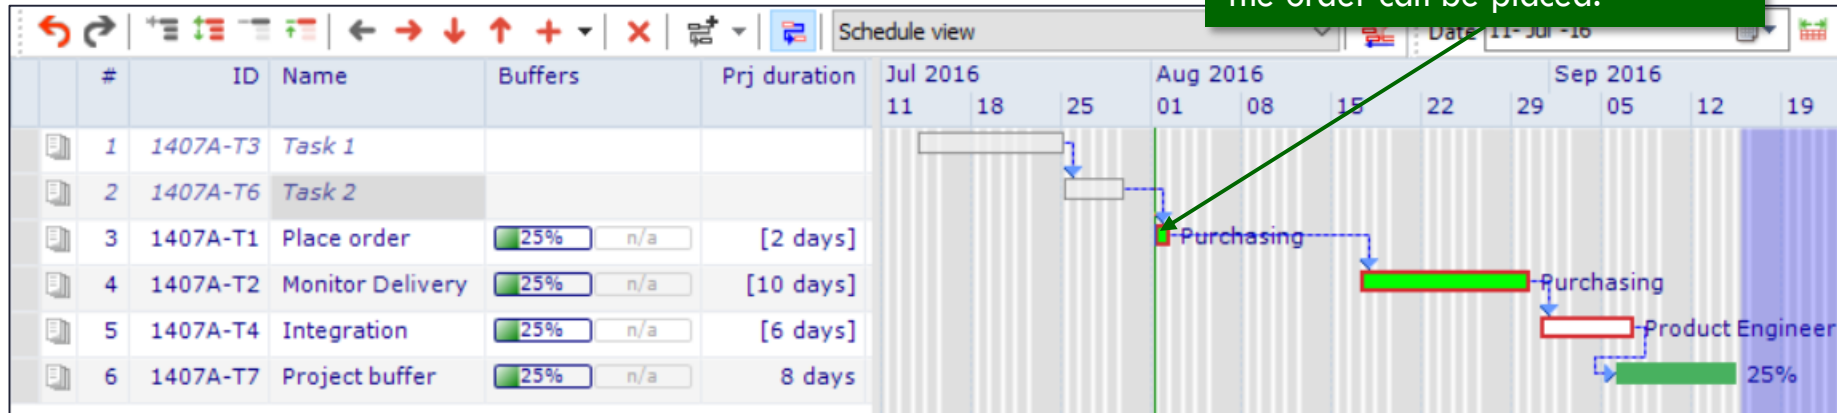 The order can be placed.
Schedule view
Date 11- Jul -16
# ID Name Buffers Prj duration Jul 2016 Aug 2016 Sep 2016
11 18 25 01 08 15 22 29 05 12 19
1 1407A-T3 Task 1
2 1407A-T6 Task 2
3 1407A-T1 Place order 25% n/a [2 days] Purchasing
4 1407A-T2 Monitor Delivery 25% n/a [10 days] Purchasing
5 1407A-T4 Integration 25% n/a [6 days] Product Engineer
6 1407A-T7 Project buffer 25% n/a 8 days 25%